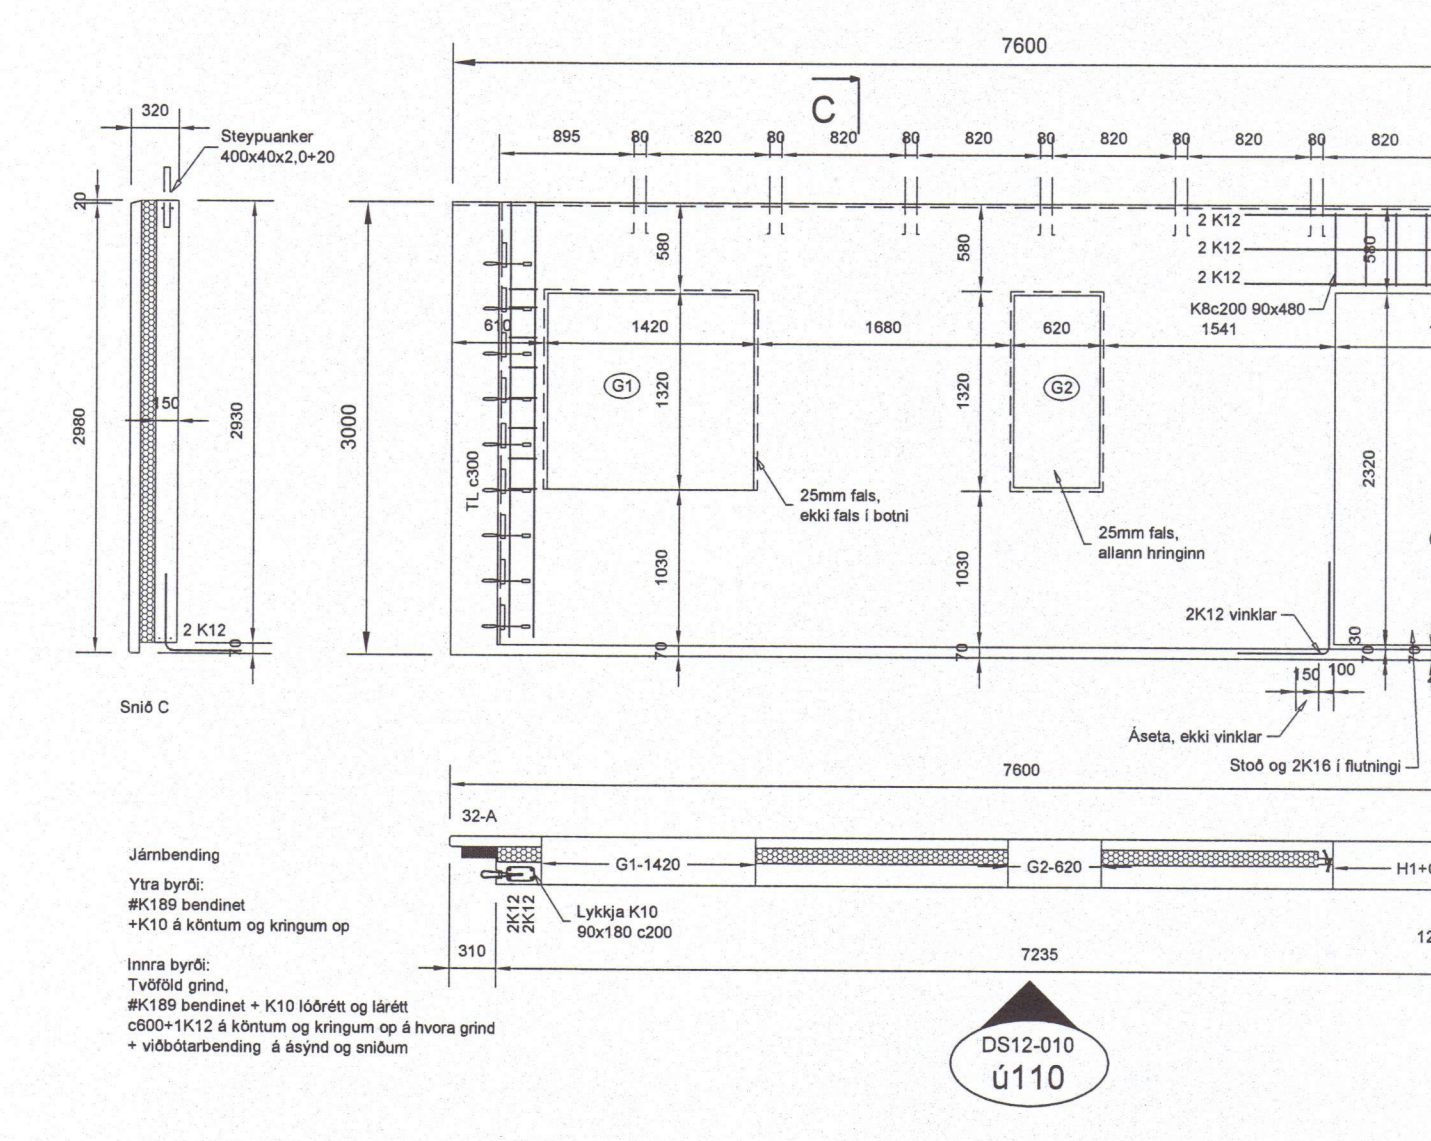 7600
C
320
Steypuanker
400x40x2,0+20
895
80
820
80
820
80
820
80
820
80
820
80
820
20
580
580
580
2 K12
2 K12
2 K12
K8c200 90x480
610
1420
1680
620
1541
G1
G2
1320
1320
150
2980
2930
3000
2320
TL c300
25mm fals,
ekki fals í botni
25mm fals,
allann hringinn
1030
1030
2K12 vinklar
2 K12
70
70
70
30
70
70
150
100
Snið C
Áseta, ekki vinklar
Stoð og 2K16 í flutningi
7600
32-A
G1-1420
G2-620
Járnbending
Ytra byrði:
#K189 bendinet
+K10 á köntum og kringum op
2K12
2K12
Lykkja K10
90x180 c200
310
7235
Innra byrði:
Tvöföld grind,
#K189 bendinet + K10 lóðrétt og lárétt
c600+1K12 á köntum og kringum op á hvora grind
+ viðbótarbending á ásýnd og sniðum
DS12-010
ú110